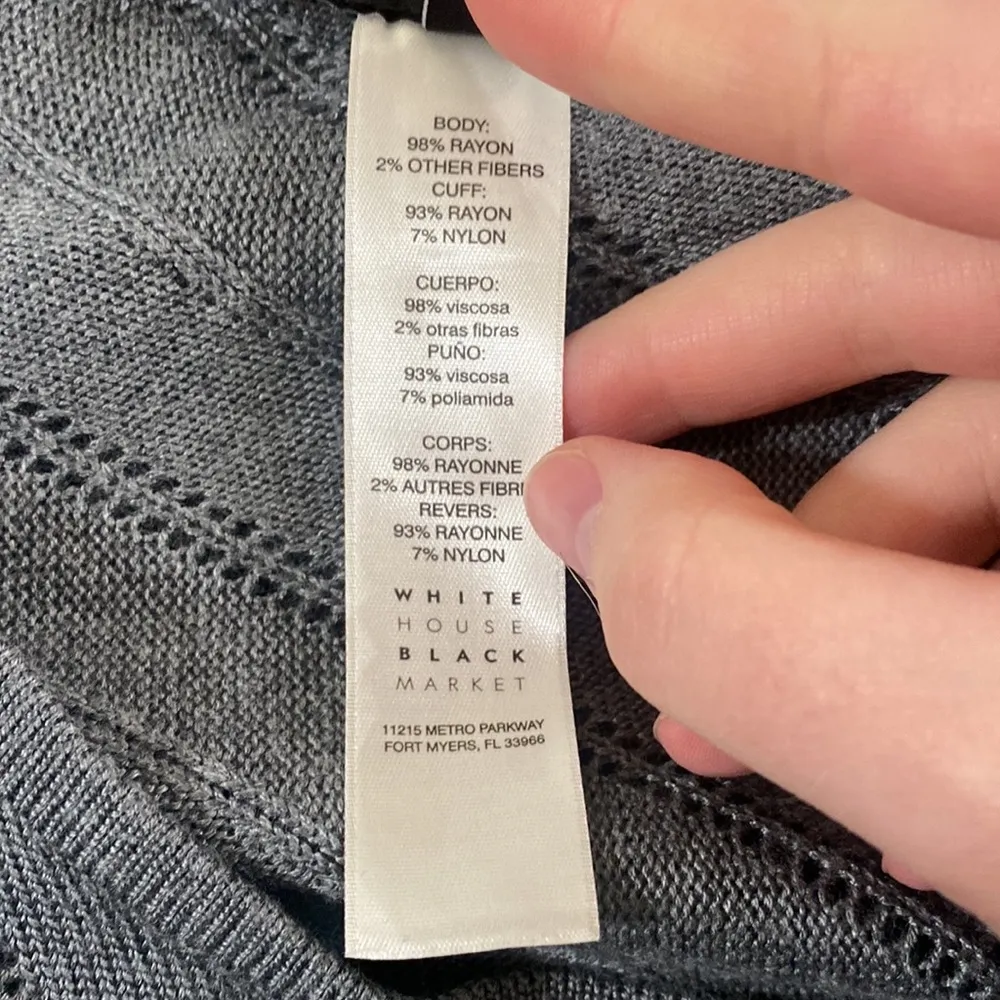 BODY:
98% RAYON
2% OTHER FIBERS
CUFF:
93% RAYON
7% NYLON
CUERPO:
98% viscosa
2% otras fibras
PUÑO:
93% viscosa
7% poliamida
CORPS:
98% RAYONNE
2% AUTRES
REVERS:
93% RAYONNE
7% NYLON
WHITE
HOUSE
BLACK
MARKET
11215 METRO PARKWAY
FORT MYERS, FL 33966